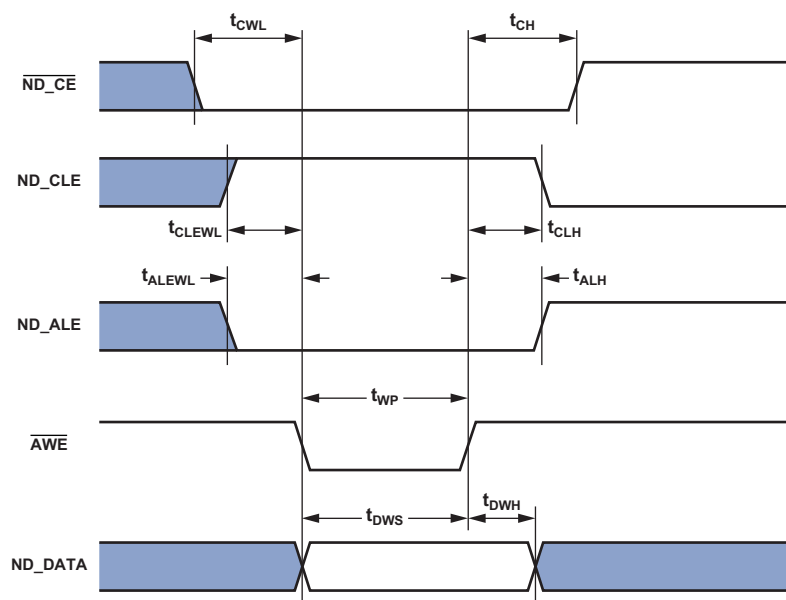 tCWL
tCH
ND_CE
ND_CLE
tCLEWL
tCLH
tALEWL
tALH
ND_ALE
tWP
AWE
tDWS
tDWH
ND_DATA